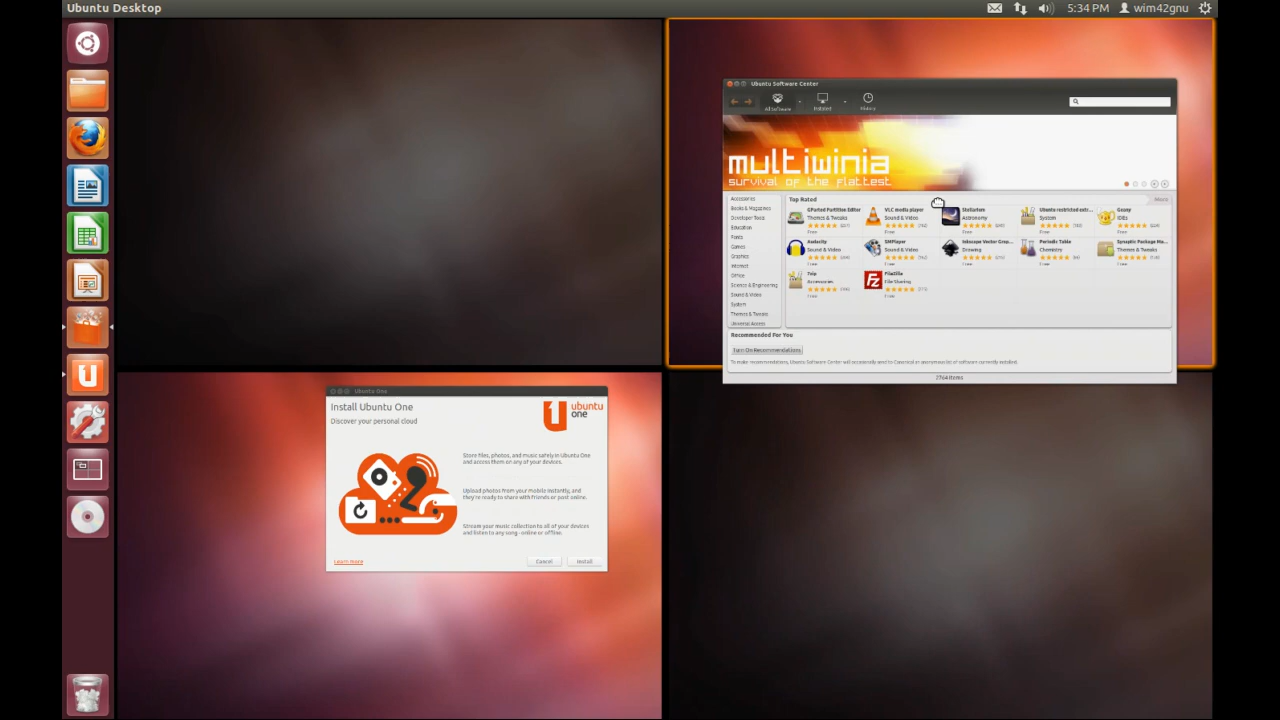 Ubuntu Desktop
5:34 PM
wim42gnu
Ubuntu Software Center
All Software
Installed
History
multiwinia
survival of the flattest
Accessories
Books & Magazines
Developer Tools
Education
Fonts
Games
Graphics
Internet
Office
Science & Engineering
Sound & Video
System
Themes & Tweaks
Universal Access
Top Rated
More
GParted Partition Editor
Themes & Tweaks
Free
VLC media player
Sound & Video
Free
Stellarium
Astronomy
Free
Ubuntu restricted extr...
System
Free
Geany
IDEs
Free
Audacity
Sound & Video
Free
SMPlayer
Sound & Video
Free
Inkscape Vector Grap...
Drawing
Free
Periodic Table
Chemistry
Free
Synaptic Package Ma...
Themes & Tweaks
Free
Accessories
Free
FileZilla
File Sharing
Free
Recommended For You
Turn On Recommendations
To make recommendations, Ubuntu Software Center will occasionally send to Canonical an anonymous list of software currently installed.
2764 items
Ubuntu One
Install Ubuntu One
Discover your personal cloud
ubuntu
one
Store files, photos, and music safely in Ubuntu One
and access them on any of your devices.
Upload photos from your mobile instantly, and
they're ready to share with friends or post online.
Stream your music collection to all of your devices
and listen to any song - online or offline.
Learn more
Cancel
Install